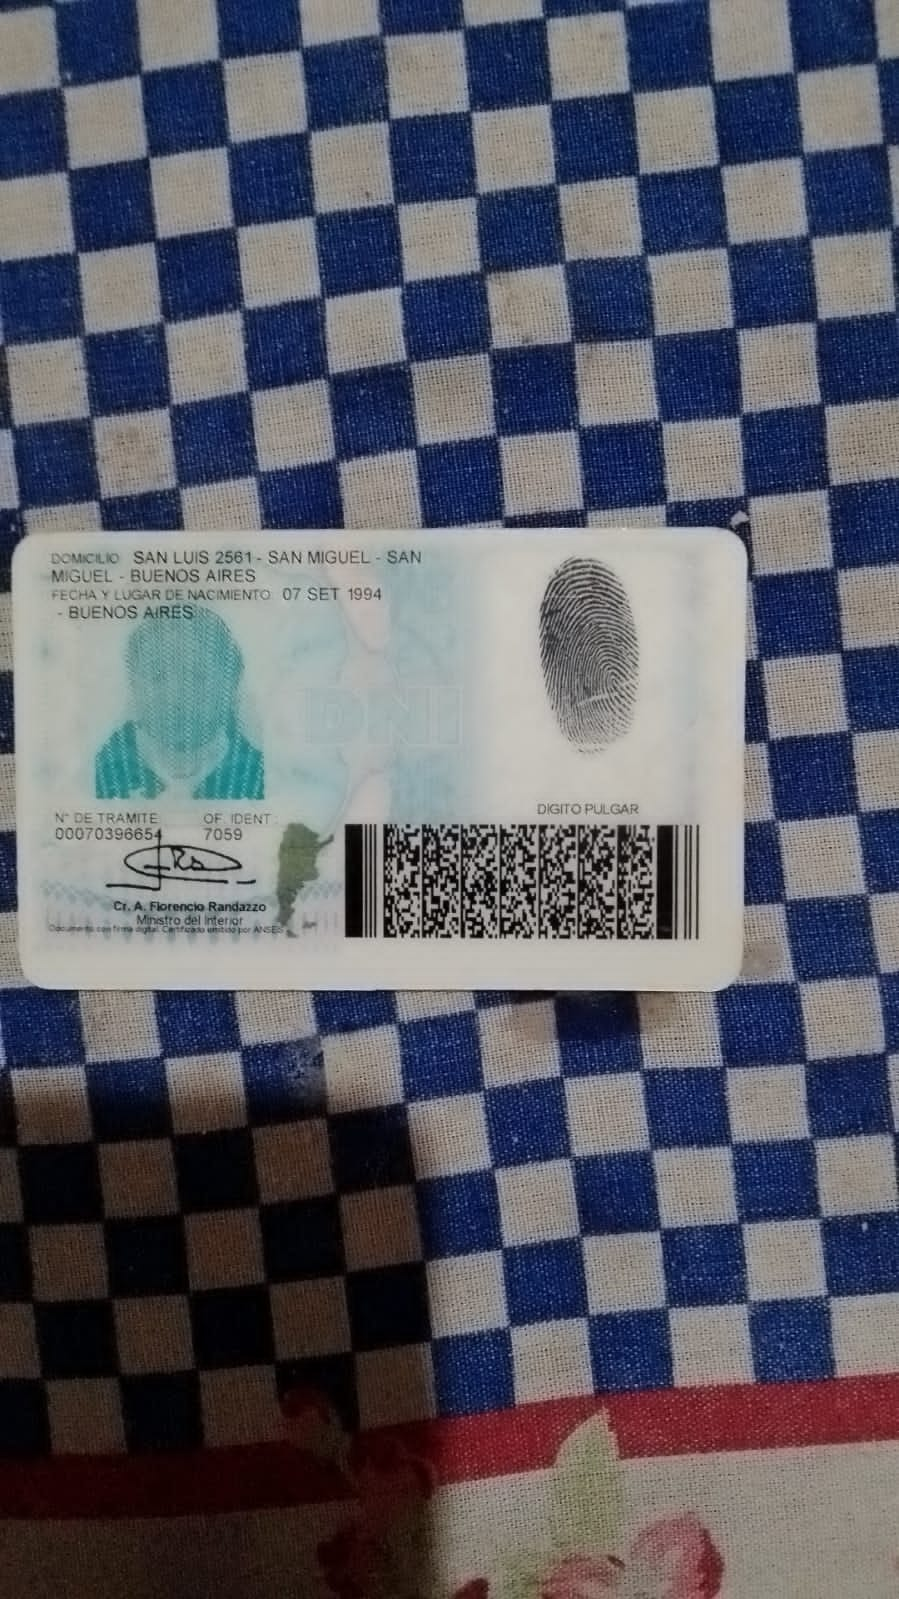 DOMICILIO SAN LUIS 2561 - SAN MIGUEL - SAN
MIGUEL - BUENOS AIRES
FECHA Y LUGAR DE NACIMIENTO 07 SET 1994
- BUENOS AIRES
DNI
DIGITO PULGAR
N° DE TRAMITE OF. IDENT:
00070396654 7059
Cr. A. Florencio Randazzo
Ministro del Interior
Documento con firma digital. Certificado emitido por ANSES